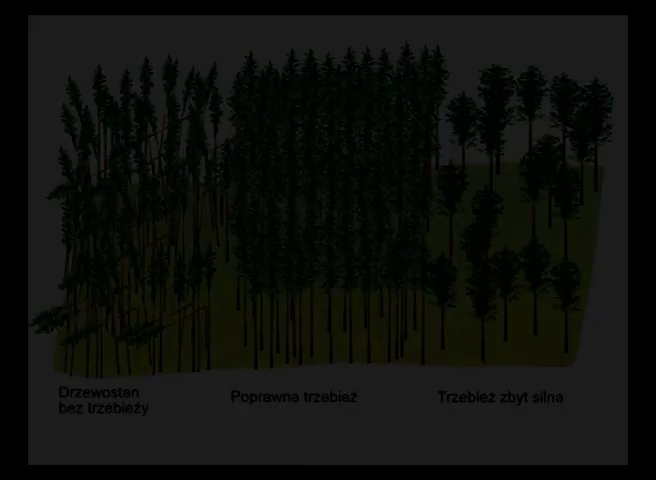 Drzewostan
bez trzebieży
Poprawna trzebież
Trzebież zbyt silna